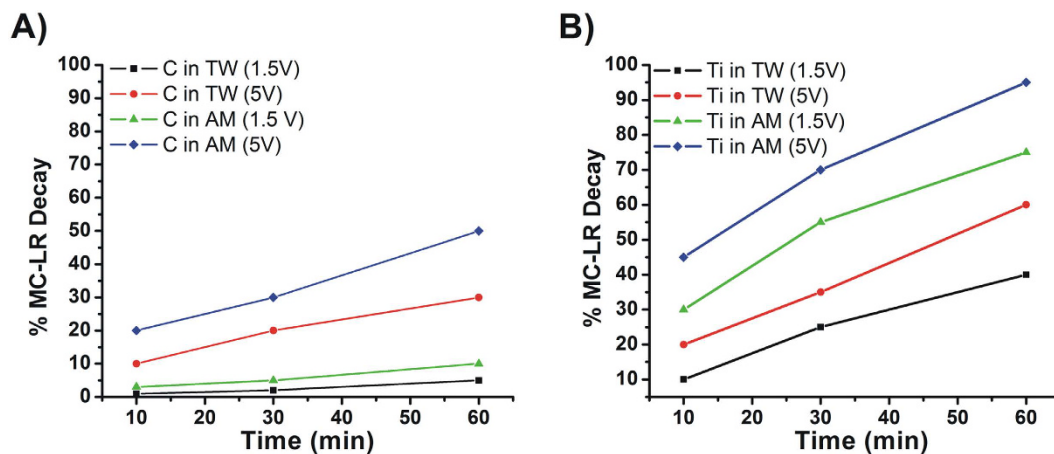 A)
C in TW (1.5V)
C in TW (5V)
C in AM (1.5 V)
C in AM (5V)
100
90
80
70
60
50
40
30
20
10
0
% MC-LR Decay
10 20 30 40 50 60
Time (min)
B)
Ti in TW (1.5V)
Ti in TW (5V)
Ti in AM (1.5V)
Ti in AM (5V)
100
90
80
70
60
50
40
30
20
10
% MC-LR Decay
10 20 30 40 50 60
Time (min)